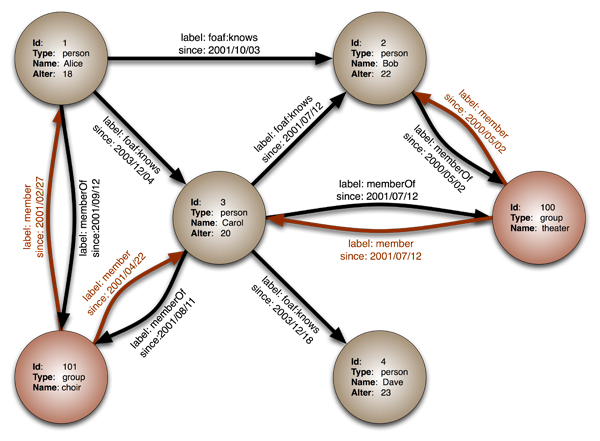 Id: 1
Type: person
Name: Alice
Alter: 18
label: foaf:knows
since: 2001/10/03
Id: 2
Type: person
Name: Bob
Alter: 22
label: foaf:knows
since: 2003/12/04
label: foaf:knows
since: 2001/07/12
label: member
since: 2000/05/02
label: memberOf
since: 2000/05/02
label: member
since: 2001/02/27
label: memberOf
since:2001/09/12
Id: 3
Type: person
Name: Carol
Alter: 20
label: memberOf
since: 2001/07/12
label: member
since: 2001/07/12
Id: 100
Type: group
Name: theater
label: member
since: 2001/04/22
label: memberOf
since:2001/08/11
label: foaf:knows
since: 2003/12/18
Id: 101
Type: group
Name: choir
Id: 4
Type: person
Name: Dave
Alter: 23